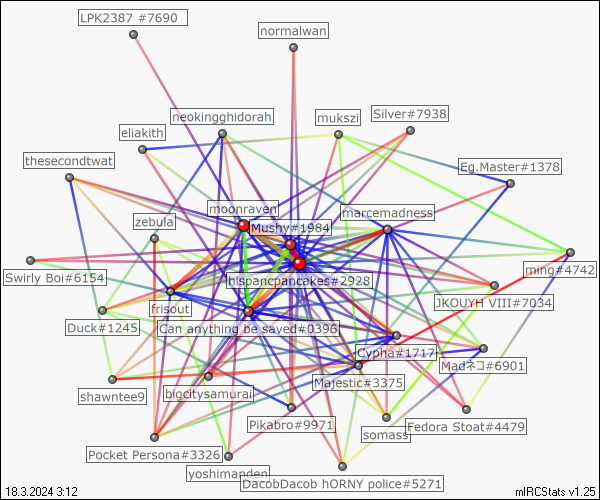 LPK2387 #7690
normalwan
neokingghidorah
mukszi
Silver#7938
eliakith
thesecondtwat
Eg.Master#1378
moonraven
marcemadness
zebula
Mushy#1984
Swirly Boi#6154
hispancpancakes#2928
ming#4742
frisout
JKOUYH VIII#7034
Duck#1245
Can anything be sayed#0396
Cypha#1717
Madネコ#6901
Majestic#3375
shawntee9
bigcitysamurai
Pikabro#9971
somass
Fedora Stoat#4479
Pocket Persona#3326
yoshimanden
DacobDacob hORNY police#5271
18.3.2024 3:12
mIRCStats v1.25